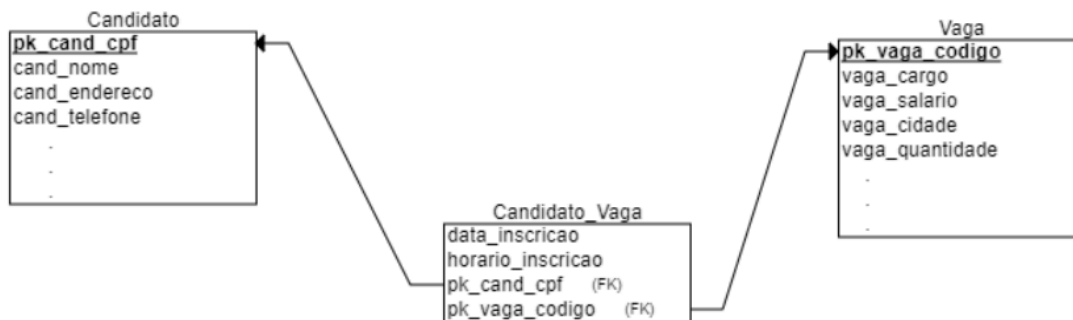 Candidato
pk_cand_cpf
cand_nome
cand_endereco
cand_telefone
.
.
.
Vaga
pk_vaga_codigo
vaga_cargo
vaga_salario
vaga_cidade
vaga_quantidade
.
.
.
Candidato_Vaga
data_inscricao
horario_inscricao
pk_cand_cpf (FK)
pk_vaga_codigo (FK)